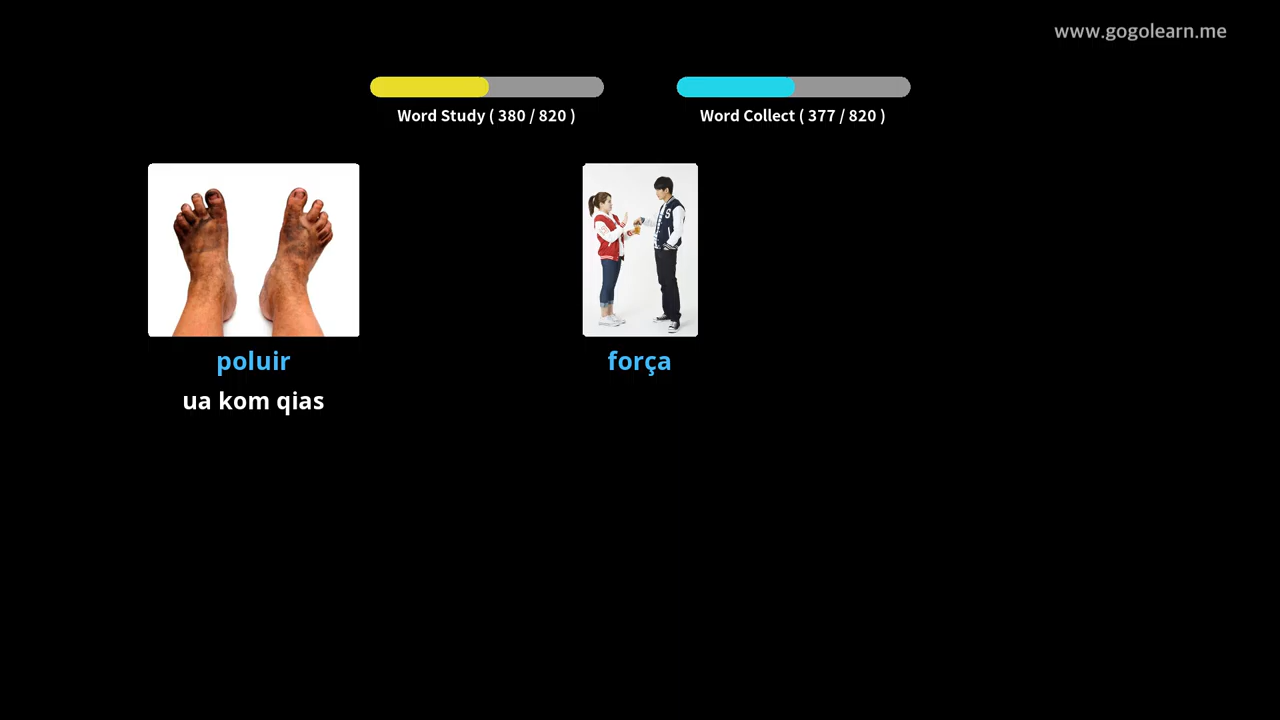 www.gogolearn.me
Word Study ( 380 / 820 )
Word Collect ( 377 / 820 )
poluir
força
ua kom qias